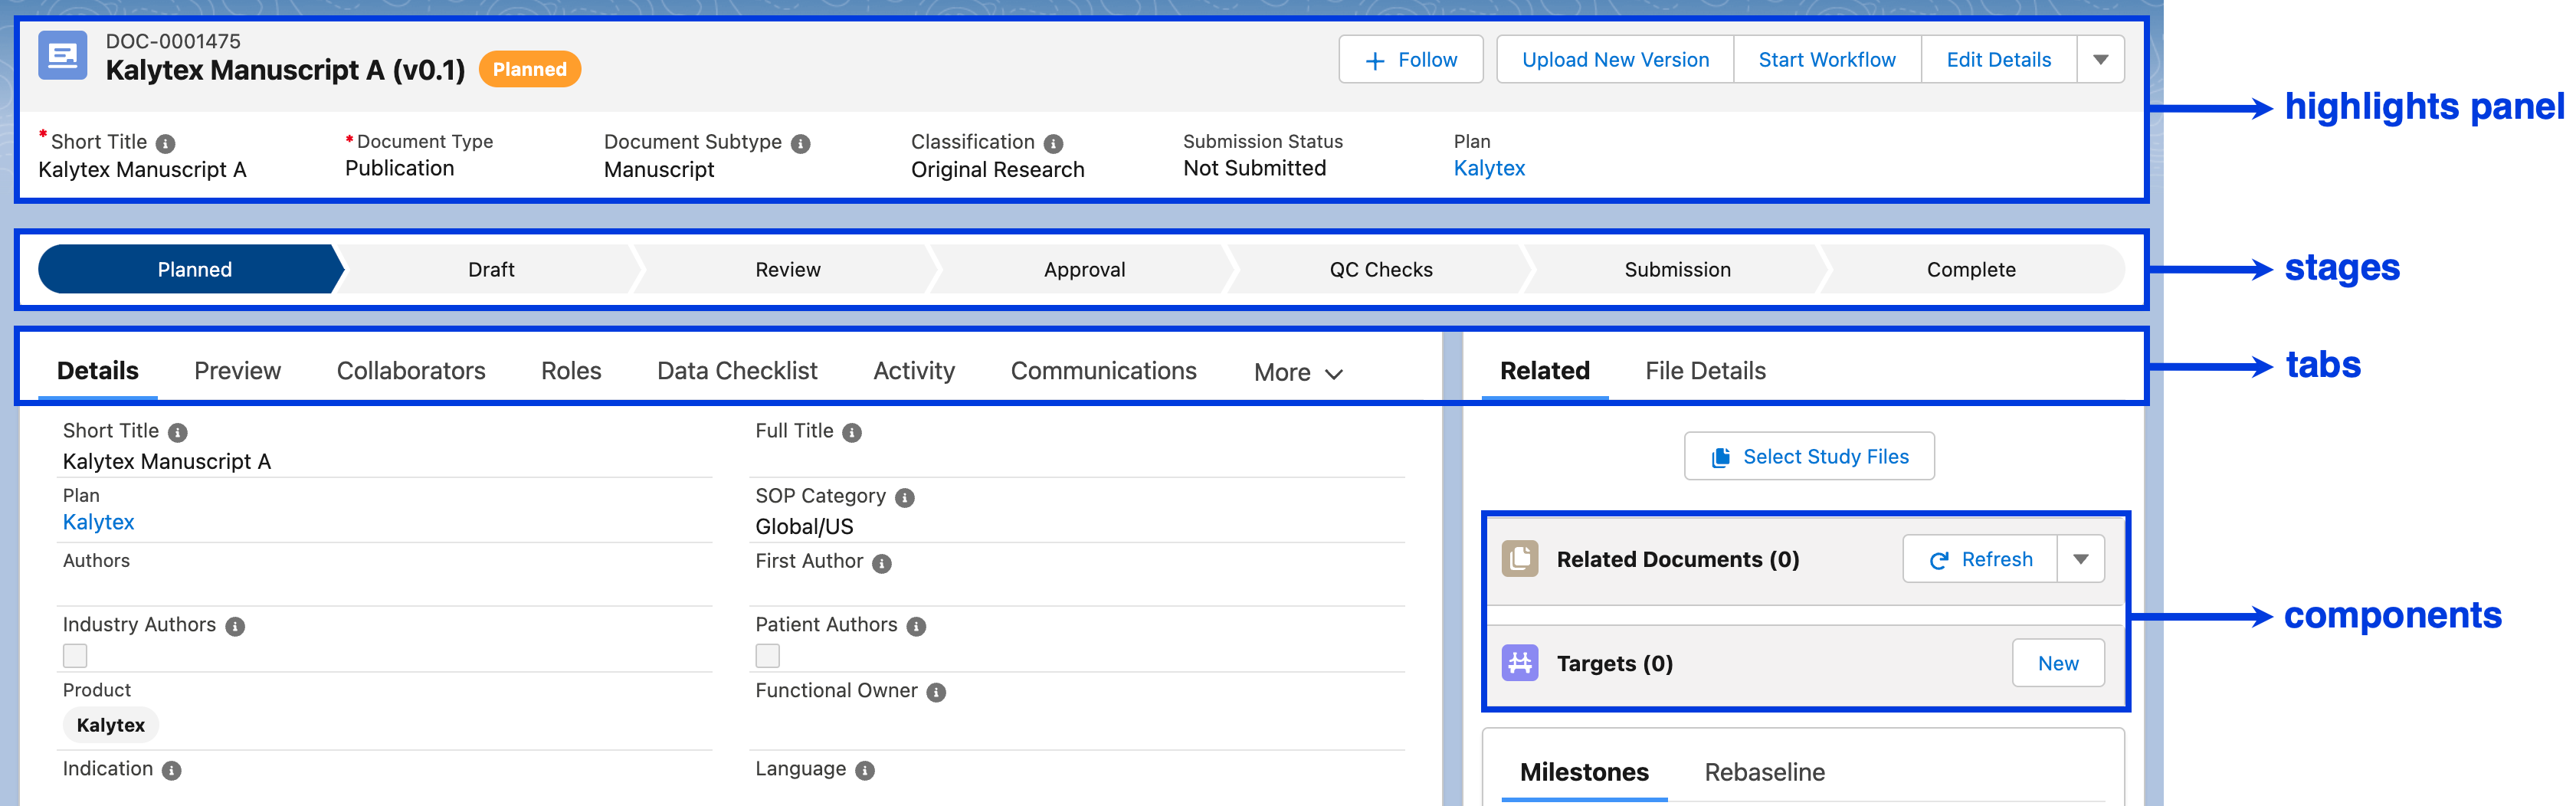 DOC-0001475
Kalytex Manuscript A (v0.1) Planned
Follow Upload New Version Start Workflow Edit Details
highlights panel
* Short Title * Document Type Document Subtype Classification Submission Status Plan
Kalytex Manuscript A Publication Manuscript Original Research Not Submitted Kalytex
Planned Draft Review Approval QC Checks Submission Complete
stages
Details Preview Collaborators Roles Data Checklist Activity Communications More
Related File Details
tabs
Short Title Full Title
Kalytex Manuscript A
Plan SOP Category
Kalytex Global/US
Authors First Author
Industry Authors Patient Authors
Product Functional Owner
Kalytex
Indication Language
Select Study Files
Related Documents (0) Refresh
Targets (0) New
components
Milestones Rebaseline